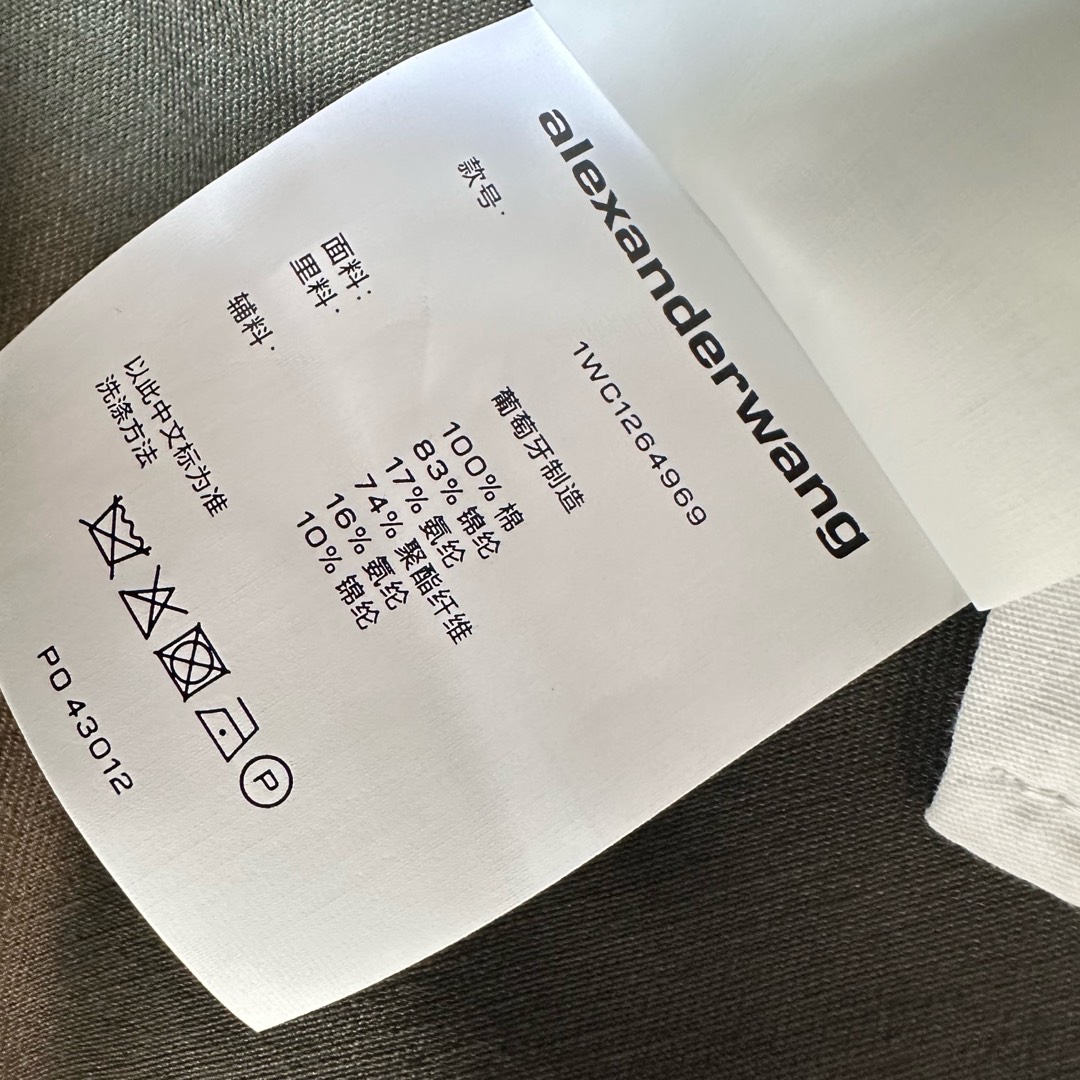 alexanderwang
款号:
1WC1264969
葡萄牙制造
面料: 100% 棉
里料: 83% 锦纶
17% 氨纶
辅料: 74% 聚酯纤维
16% 氨纶
10% 锦纶
以此中文标为准
洗涤方法
P
PO 43012